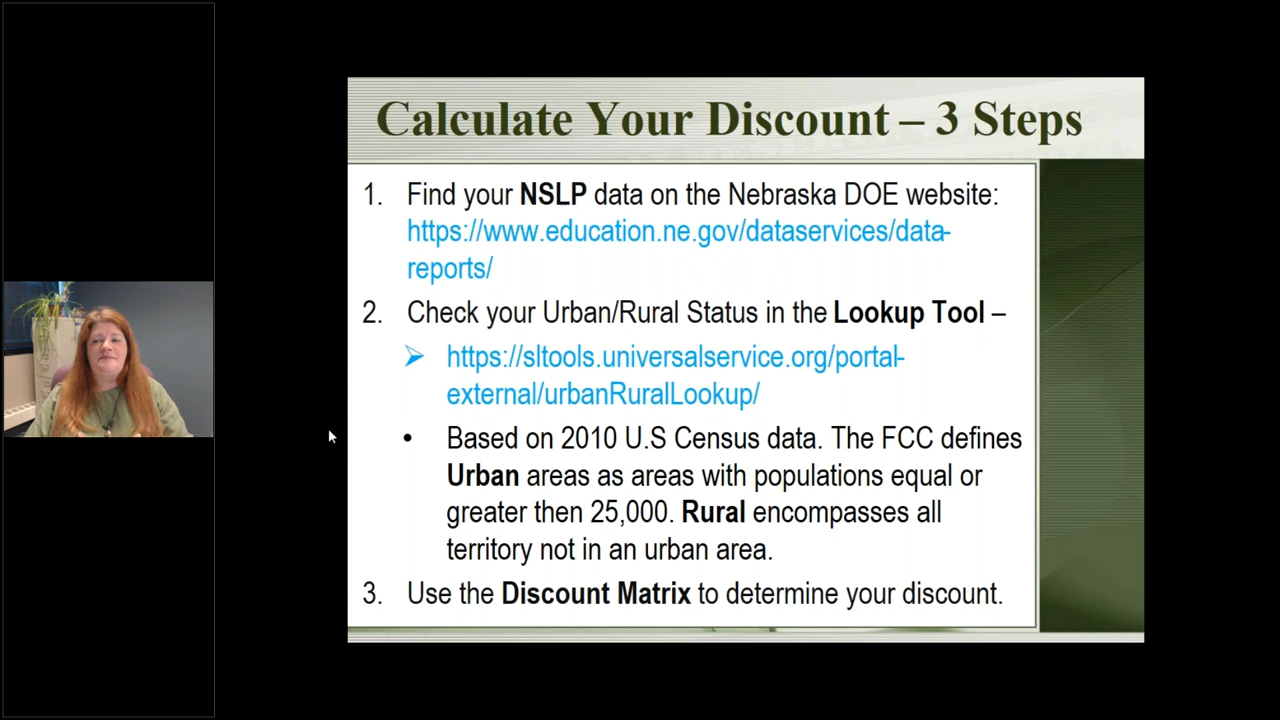 Calculate Your Discount – 3 Steps
1. Find your NSLP data on the Nebraska DOE website:
https://www.education.ne.gov/dataservices/data-
reports/
2. Check your Urban/Rural Status in the Lookup Tool –
➢ https://sltools.universalservice.org/portal-
external/urbanRuralLookup/
• Based on 2010 U.S Census data. The FCC defines
Urban areas as areas with populations equal or
greater then 25,000. Rural encompasses all
territory not in an urban area.
3. Use the Discount Matrix to determine your discount.